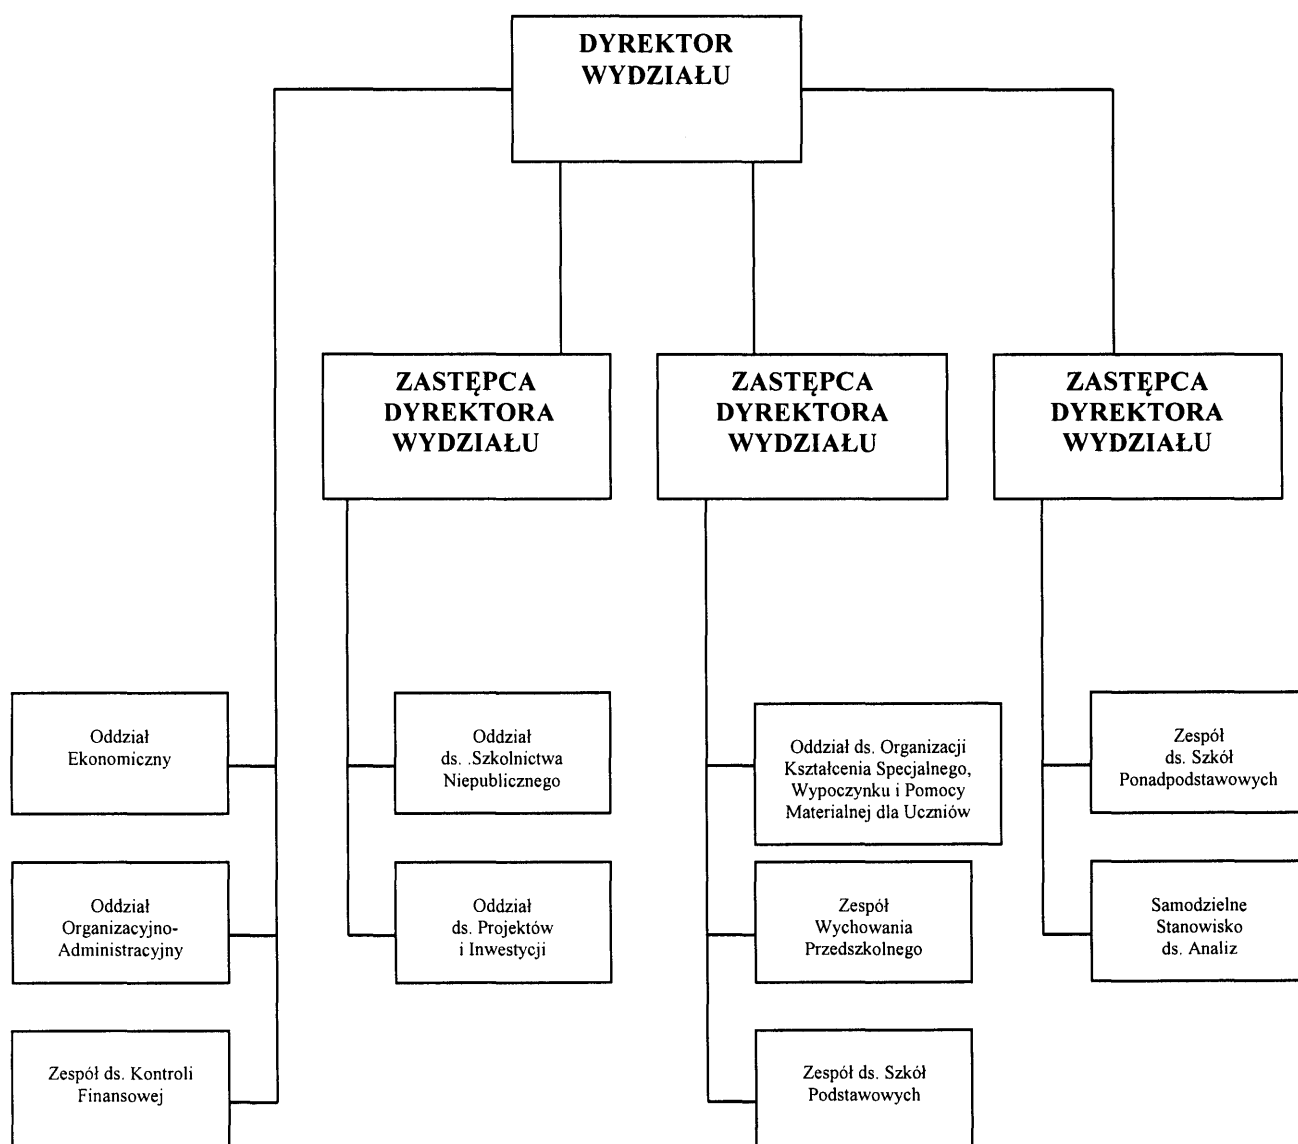 DYREKTOR
WYDZIAŁU
ZASTĘPCA
DYREKTORA
WYDZIAŁU
ZASTĘPCA
DYREKTORA
WYDZIAŁU
ZASTĘPCA
DYREKTORA
WYDZIAŁU
Oddział
Ekonomiczny
Oddział
ds. .Szkolnictwa
Niepublicznego
Oddział ds. Organizacji
Kształcenia Specjalnego,
Wypoczynku i Pomocy
Materialnej dla Uczniów
Zespół
ds. Szkół
Ponadpodstawowych
Oddział
Organizacyjno-
Administracyjny
Oddział
ds. Projektów
i Inwestycji
Zespół
Wychowania
Przedszkolnego
Samodzielne
Stanowisko
ds. Analiz
Zespół ds. Kontroli
Finansowej
Zespół ds. Szkół
Podstawowych